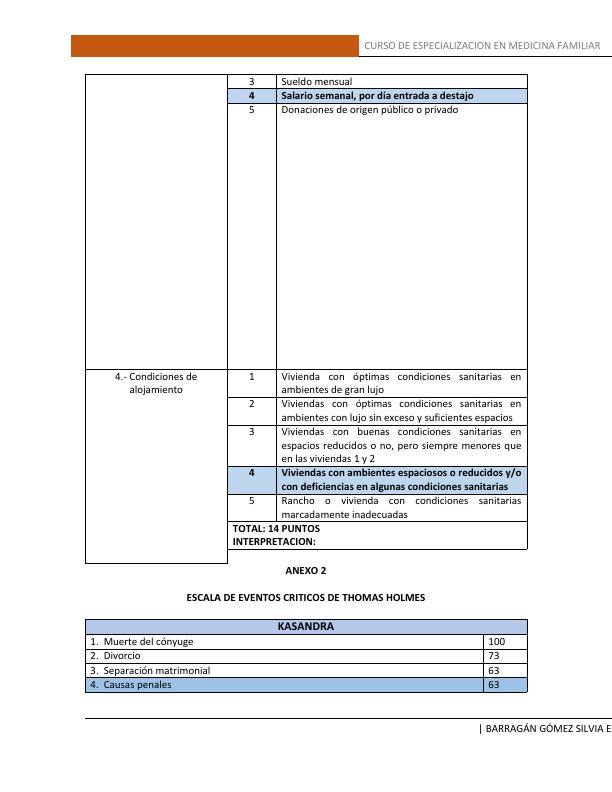 CURSO DE ESPECIALIZACION EN MEDICINA FAMILIAR
3 Sueldo mensual
4 Salario semanal, por día entrada a destajo
5 Donaciones de origen público o privado
4.- Condiciones de
alojamiento
1 Vivienda con óptimas condiciones sanitarias en
ambientes de gran lujo
2 Viviendas con óptimas condiciones sanitarias en
ambientes con lujo sin exceso y suficientes espacios
3 Viviendas con buenas condiciones sanitarias en
espacios reducidos o no, pero siempre menores que
en las viviendas 1 y 2
4 Viviendas con ambientes espaciosos o reducidos y/o
con deficiencias en algunas condiciones sanitarias
5 Rancho o vivienda con condiciones sanitarias
marcadamente inadecuadas
TOTAL: 14 PUNTOS
INTERPRETACION:
ANEXO 2
ESCALA DE EVENTOS CRITICOS DE THOMAS HOLMES
KASANDRA
1. Muerte del cónyuge 100
2. Divorcio 73
3. Separación matrimonial 63
4. Causas penales 63
| BARRAGÁN GÓMEZ SILVIA E